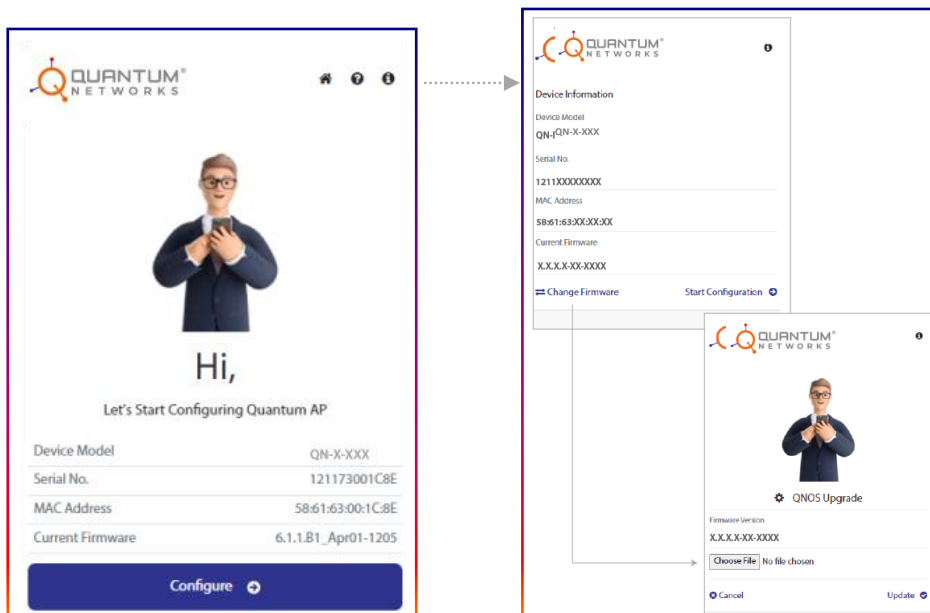 QUANTUM®
NETWORKS
Hi,
Let's Start Configuring Quantum AP
Device Model QN-X-XXX
Serial No. 121173001C8E
MAC Address 58:61:63:00:1C:8E
Current Firmware 6.1.1.B1_Apr01-1205
Configure
QUANTUM®
NETWORKS
Device Information
Device Model
QN-I QN-X-XXX
Serial No.
1211XXXXXXXX
MAC Address
58:61:63:XX:XX:XX
Current Firmware
X.X.X.X-XX-XXXX
Change Firmware Start Configuration
QUANTUM®
NETWORKS
QNOS Upgrade
Firmware Version
X.X.X.X-XX-XXXX
Choose File No file chosen
Cancel Update